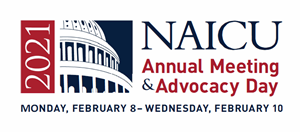 2021
NAICU
Annual Meeting
& Advocacy Day
MONDAY, FEBRUARY 8–WEDNESDAY, FEBRUARY 10